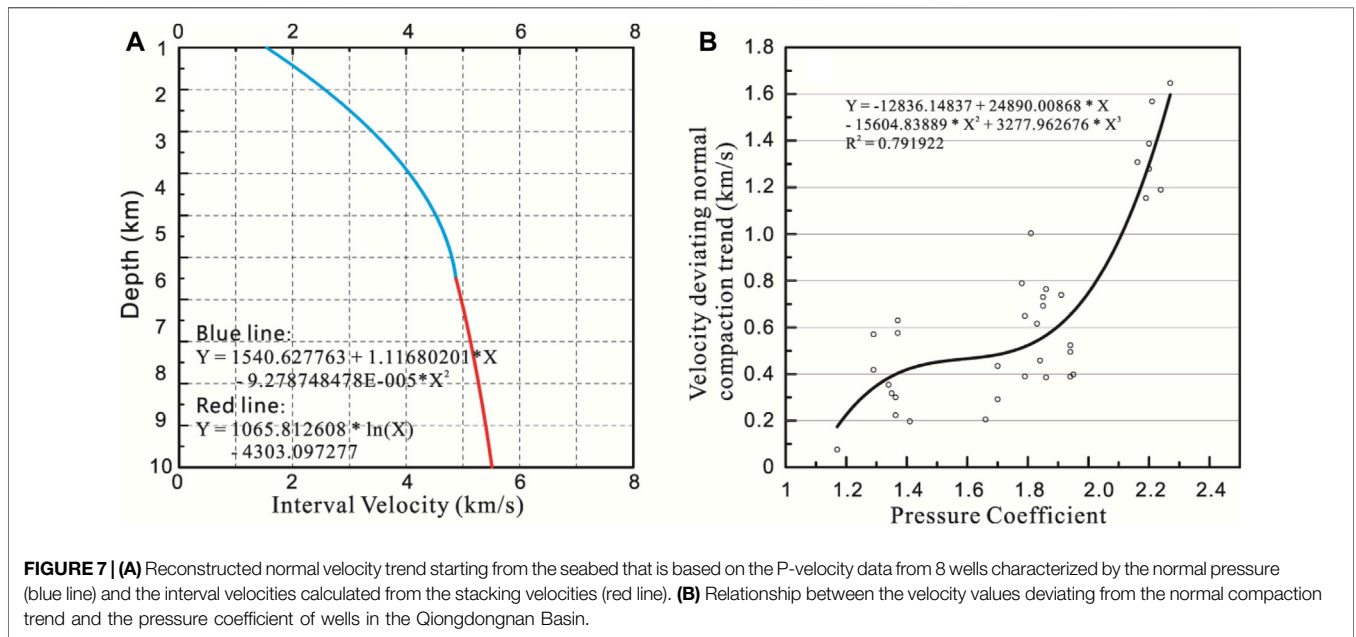 A
0 2 4 6 8
1
2
3
4
5
6
7
8
9
10
Depth (km)
Blue line:
Y = 1540.627763 + 1.11680201*X
- 9.278748478E-005*X²
Red line:
Y = 1065.812608 * ln(X)
- 4303.097277
0 2 4 6 8
Interval Velocity (km/s)
B
1.8
1.6
1.4
1.2
1.0
0.8
0.6
0.4
0.2
0
Velocity deviating normal
compaction trend (km/s)
Y = -12836.14837 + 24890.00868 * X
- 15604.83889 * X² + 3277.962676 * X³
R² = 0.791922
1 1.2 1.4 1.6 1.8 2.0 2.2 2.4
Pressure Coefficient
FIGURE 7 | (A) Reconstructed normal velocity trend starting from the seabed that is based on the P-velocity data from 8 wells characterized by the normal pressure
(blue line) and the interval velocities calculated from the stacking velocities (red line). (B) Relationship between the velocity values deviating from the normal compaction
trend and the pressure coefficient of wells in the Qiongdongnan Basin.